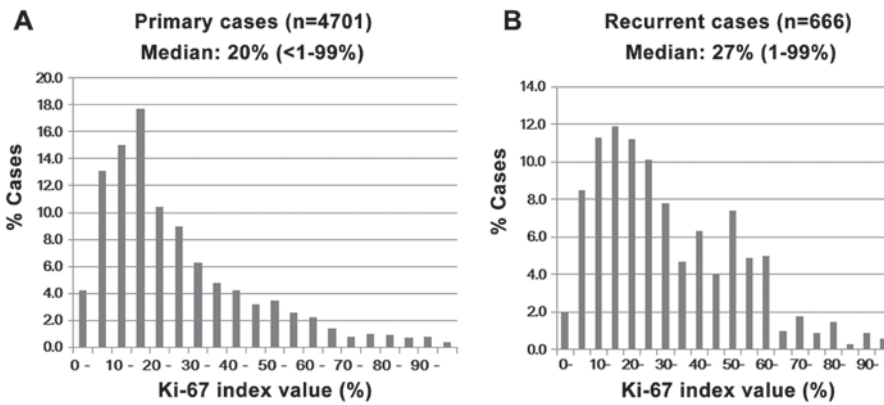 A
Primary cases (n=4701)
Median: 20% (<1-99%)
% Cases
20.0
18.0
16.0
14.0
12.0
10.0
8.0
6.0
4.0
2.0
0.0
0 - 10 - 20 - 30 - 40 - 50 - 60 - 70 - 80 - 90 -
Ki-67 index value (%)
B
Recurrent cases (n=666)
Median: 27% (1-99%)
% Cases
14.0
12.0
10.0
8.0
6.0
4.0
2.0
0.0
0- 10- 20- 30- 40- 50- 60- 70- 80- 90-
Ki-67 index value (%)